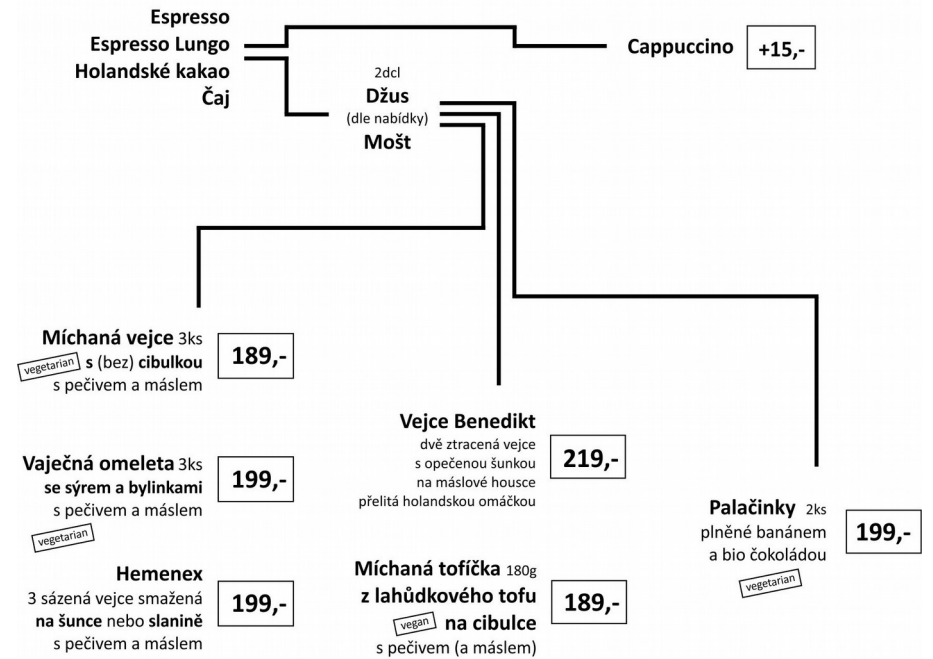 Espresso
Espresso Lungo
Holandské kakao
Čaj
Cappuccino +15,-
2dcl
Džus
(dle nabídky)
Mošt
Míchaná vejce 3ks
vegetarian s (bez) cibulkou
s pečivem a máslem
189,-
Vaječná omeleta 3ks
se sýrem a bylinkami
s pečivem a máslem
vegetarian
199,-
Hemenex
3 sázená vejce smažená
na šunce nebo slanině
s pečivem a máslem
199,-
Vejce Benedikt
dvě ztracená vejce
s opečenou šunkou
na máslové housce
přelitá holandskou omáčkou
219,-
Míchaná tofíčka 180g
z lahůdkového tofu
vegan na cibulce
s pečivem (a máslem)
189,-
Palačinky 2ks
plněné banánem
a bio čokoládou
vegetarian
199,-